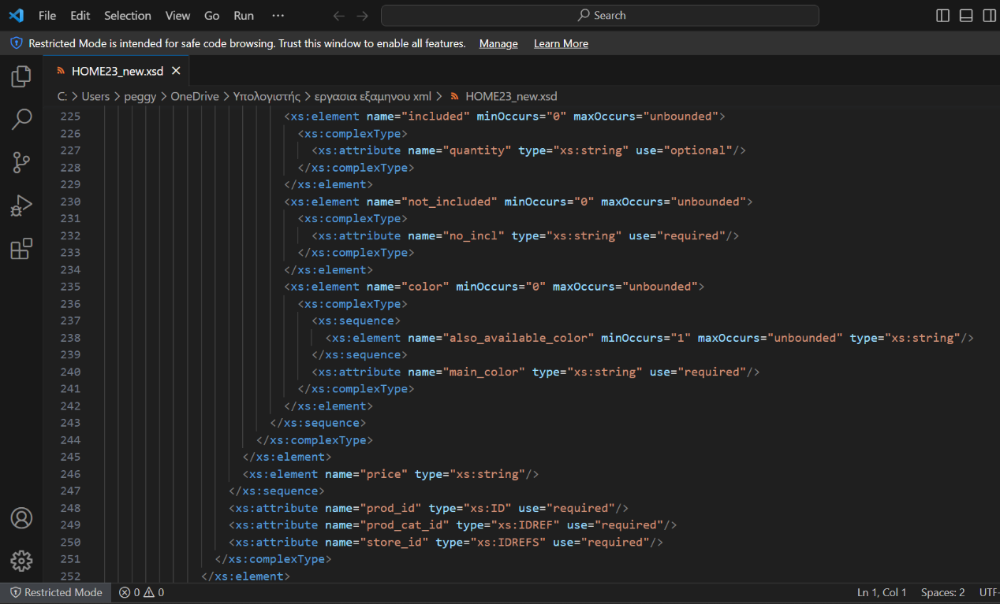 File Edit Selection View Go Run ··· Search
Restricted Mode is intended for safe code browsing. Trust this window to enable all features. Manage Learn More
HOME23_new.xsd
C: > Users > peggy > OneDrive > Υπολογιστής > εργασια εξαμηνου xml > HOME23_new.xsd
225 <xs:element name="included" minOccurs="0" maxOccurs="unbounded">
226 <xs:complexType>
227 <xs:attribute name="quantity" type="xs:string" use="optional"/>
228 </xs:complexType>
229 </xs:element>
230 <xs:element name="not_included" minOccurs="0" maxOccurs="unbounded">
231 <xs:complexType>
232 <xs:attribute name="no_incl" type="xs:string" use="required"/>
233 </xs:complexType>
234 </xs:element>
235 <xs:element name="color" minOccurs="0" maxOccurs="unbounded">
236 <xs:complexType>
237 <xs:sequence>
238 <xs:element name="also_available_color" minOccurs="1" maxOccurs="unbounded" type="xs:string"/>
239 </xs:sequence>
240 <xs:attribute name="main_color" type="xs:string" use="required"/>
241 </xs:complexType>
242 </xs:element>
243 </xs:sequence>
244 </xs:complexType>
245 </xs:element>
246 <xs:element name="price" type="xs:string"/>
247 </xs:sequence>
248 <xs:attribute name="prod_id" type="xs:ID" use="required"/>
249 <xs:attribute name="prod_cat_id" type="xs:IDREF" use="required"/>
250 <xs:attribute name="store_id" type="xs:IDREFS" use="required"/>
251 </xs:complexType>
252 </xs:element>
Restricted Mode 0 0 Ln 1, Col 1 Spaces: 2 UTF-